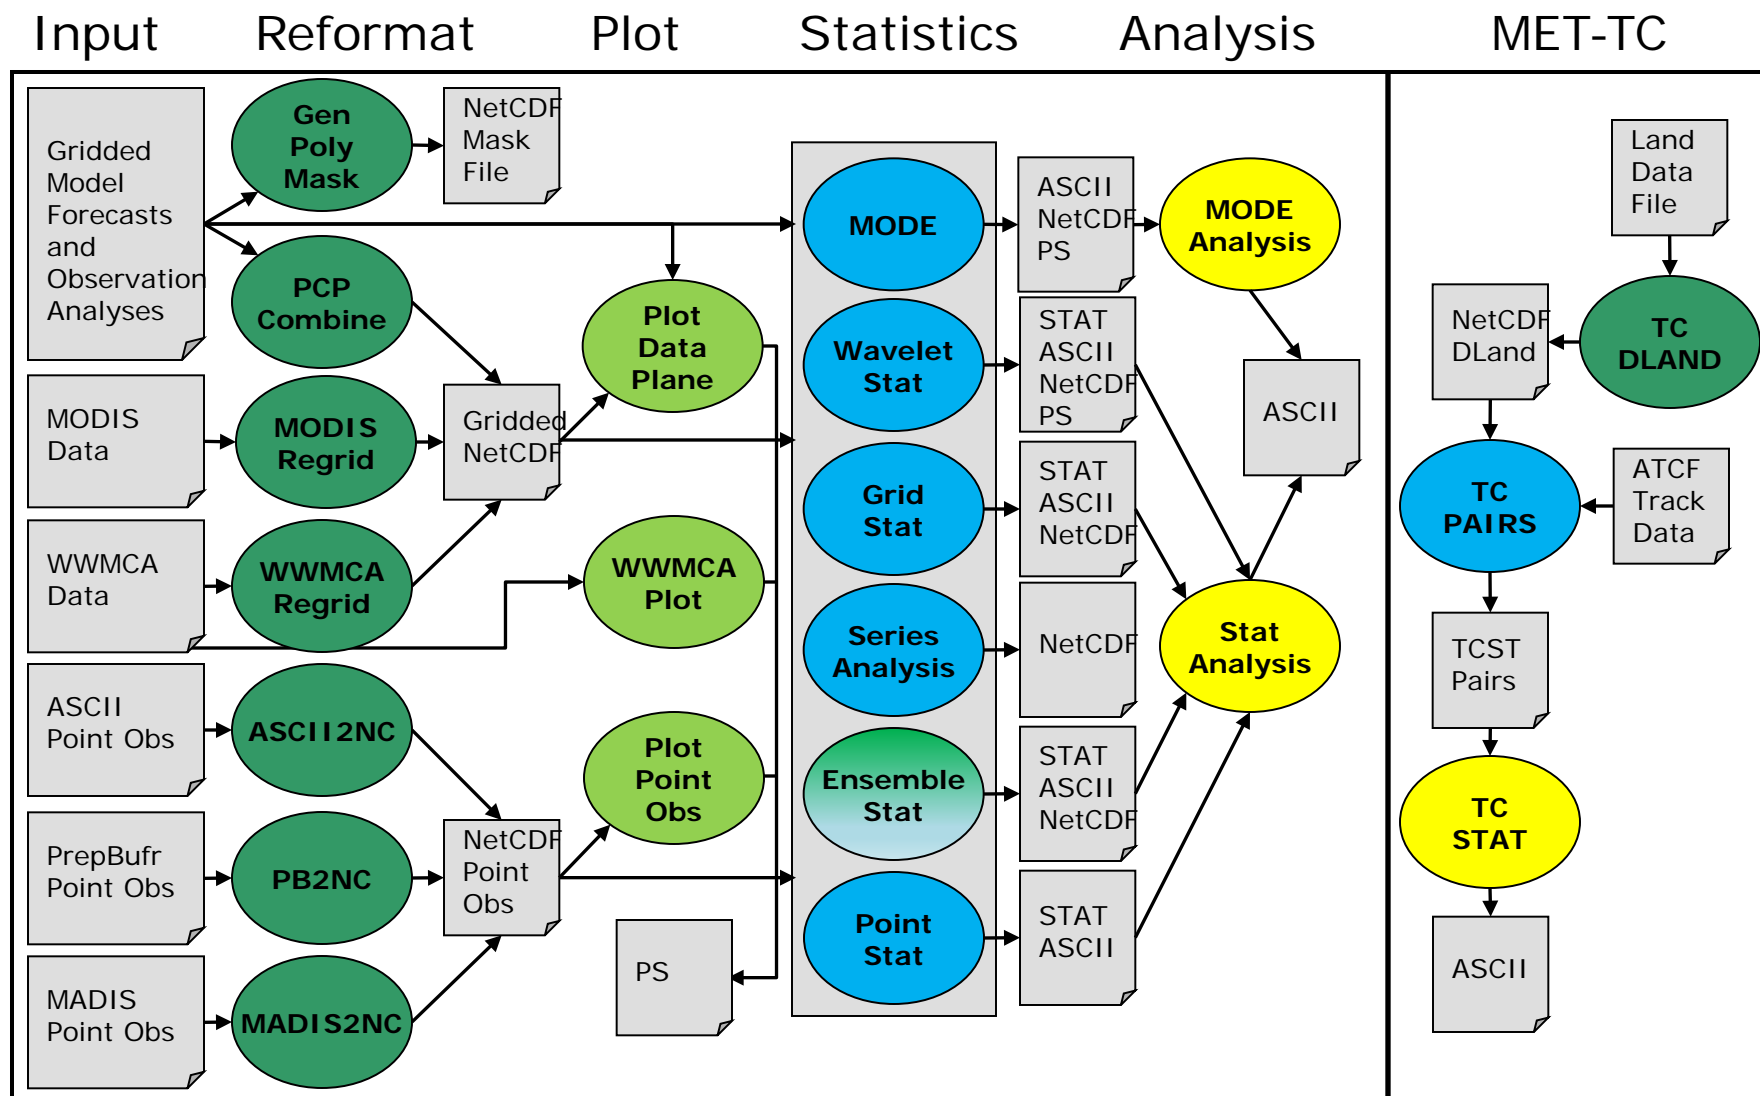 Input
Reformat
Plot
Statistics
Analysis
MET-TC
Gridded
Model
Forecasts
and
Observation
Analyses
MODIS
Data
WWMCA
Data
ASCII
Point Obs
PrepBufr
Point Obs
MADIS
Point Obs
Gen
Poly
Mask
PCP
Combine
MODIS
Regrid
WWMCA
Regrid
ASCII2NC
PB2NC
MADIS2NC
NetCDF
Mask
File
Gridded
NetCDF
NetCDF
Point
Obs
Plot
Data
Plane
WWMCA
Plot
Plot
Point
Obs
PS
MODE
Wavelet
Stat
Grid
Stat
Series
Analysis
Ensemble
Stat
Point
Stat
ASCII
NetCDF
PS
STAT
ASCII
NetCDF
PS
STAT
ASCII
NetCDF
NetCDF
STAT
ASCII
NetCDF
STAT
ASCII
MODE
Analysis
ASCII
Stat
Analysis
Land
Data
File
TC
DLAND
NetCDF
DLand
TC
PAIRS
ATCF
Track
Data
TCST
Pairs
TC
STAT
ASCII